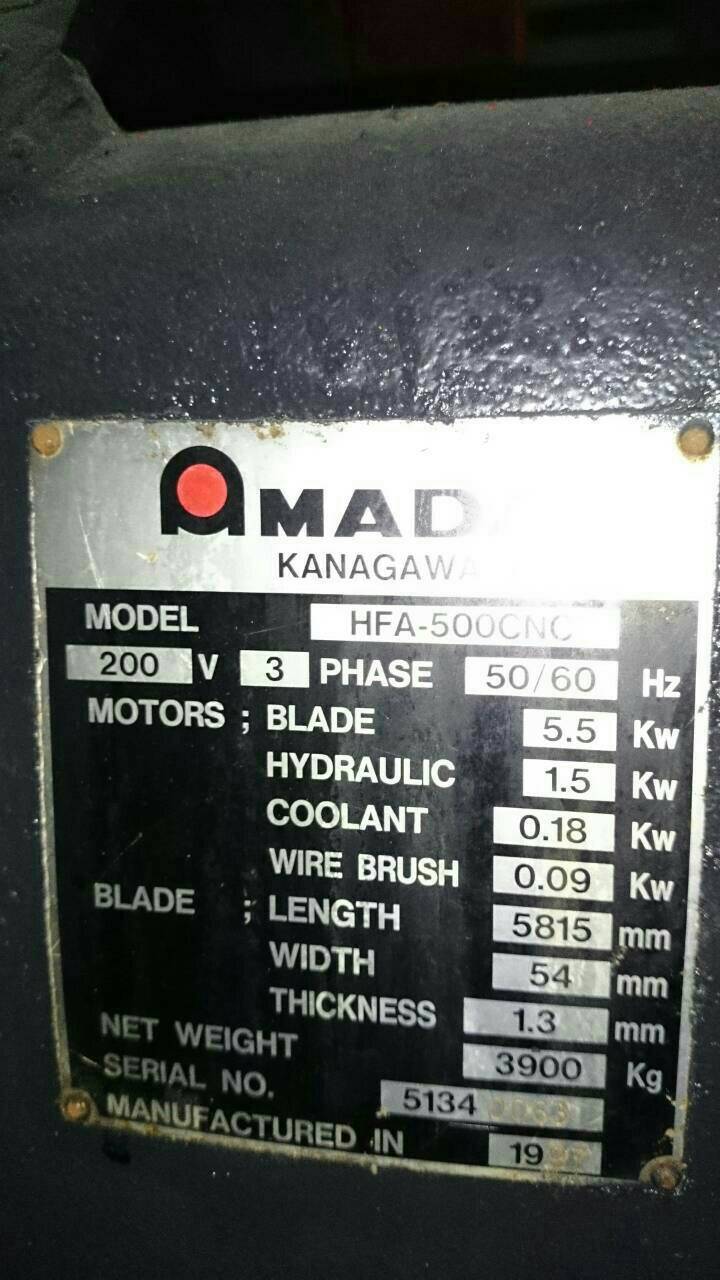 AMADA
KANAGAWA
MODEL HFA-500CNC
200 V 3 PHASE 50/60 Hz
MOTORS ; BLADE 5.5 Kw
HYDRAULIC 1.5 Kw
COOLANT 0.18 Kw
WIRE BRUSH 0.09 Kw
BLADE ; LENGTH 5815 mm
WIDTH 54 mm
THICKNESS 1.3 mm
NET WEIGHT 3900 Kg
SERIAL NO. 5134
MANUFACTURED IN 19